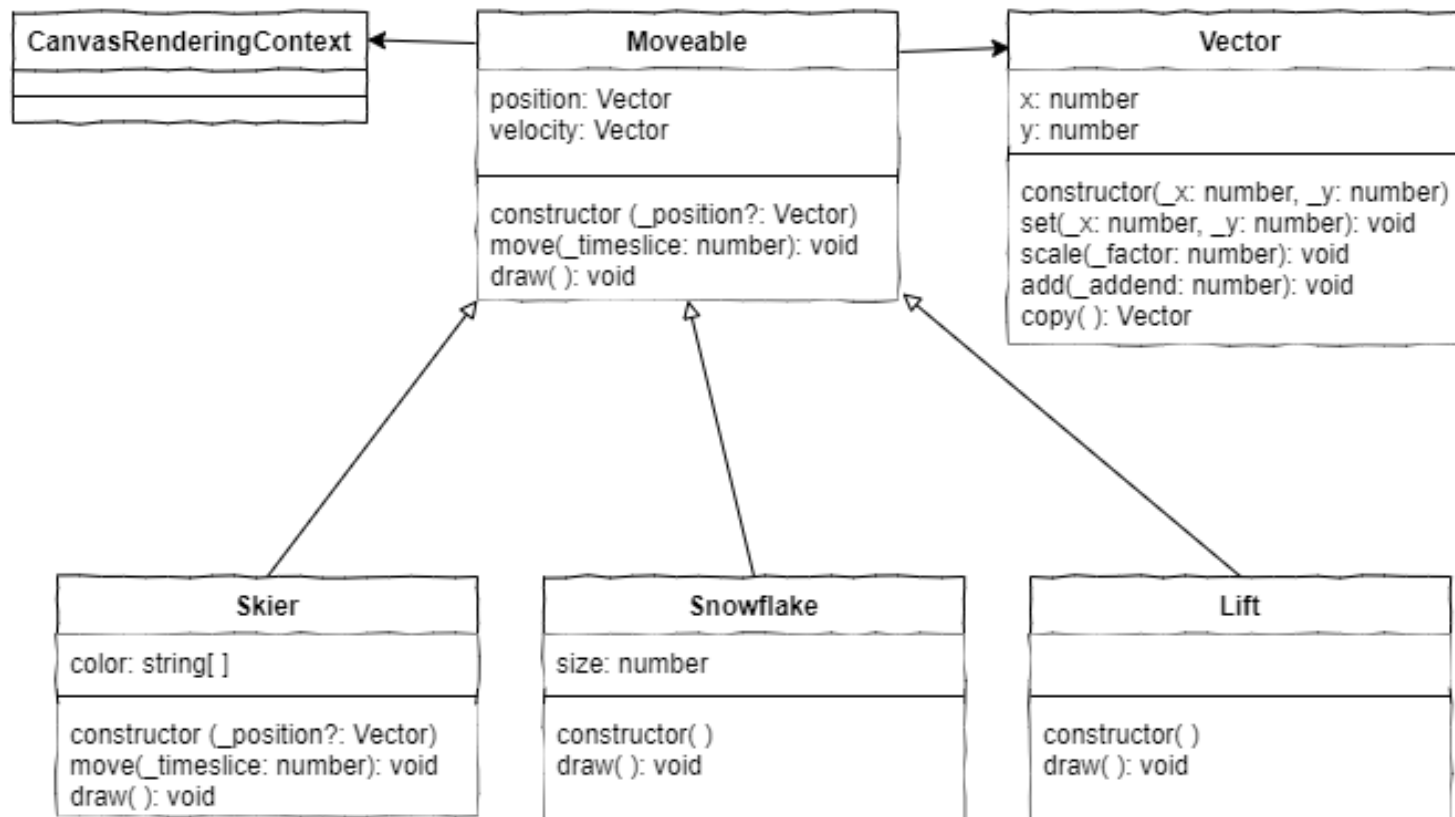 CanvasRenderingContext
Moveable
position: Vector
velocity: Vector
constructor (_position?: Vector)
move(_timeslice: number): void
draw( ): void
Vector
x: number
y: number
constructor(_x: number, _y: number)
set(_x: number, _y: number): void
scale(_factor: number): void
add(_addend: number): void
copy( ): Vector
Skier
color: string[ ]
constructor (_position?: Vector)
move(_timeslice: number): void
draw( ): void
Snowflake
size: number
constructor( )
draw( ): void
Lift
constructor( )
draw( ): void